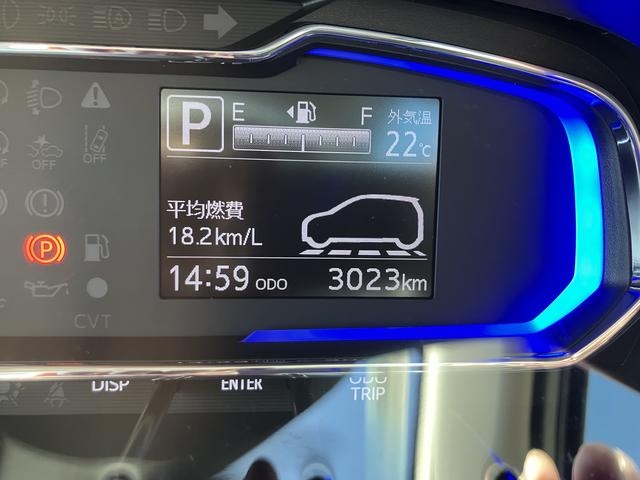 P E F 外気温
22℃
OFF OFF
平均燃費
18.2km/L
P
14:59 ODO 3023km
CVT
DISP ENTER ODO
TRIP